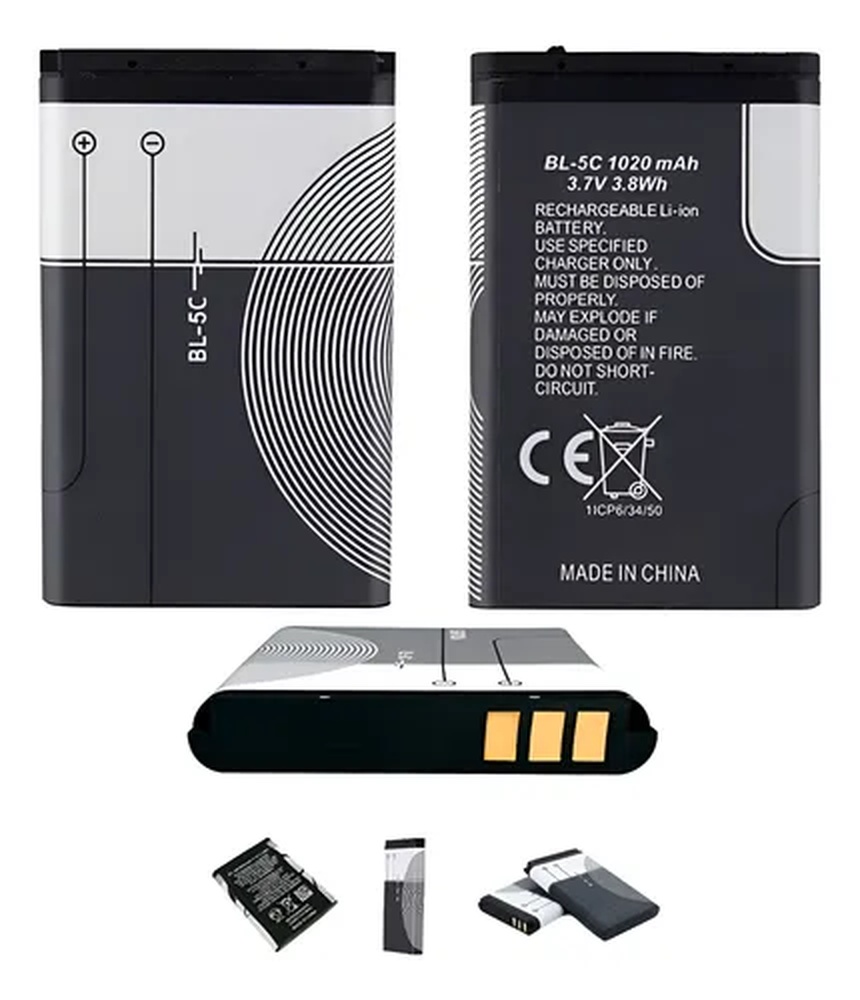 BL-5C
BL-5C 1020 mAh
3.7V 3.8Wh
RECHARGEABLE Li-ion
BATTERY.
USE SPECIFIED
CHARGER ONLY.
MUST BE DISPOSED OF
PROPERLY.
MAY EXPLODE IF
DAMAGED OR
DISPOSED OF IN FIRE.
DO NOT SHORT-
CIRCUIT.
CE
1ICP6/34/50
MADE IN CHINA